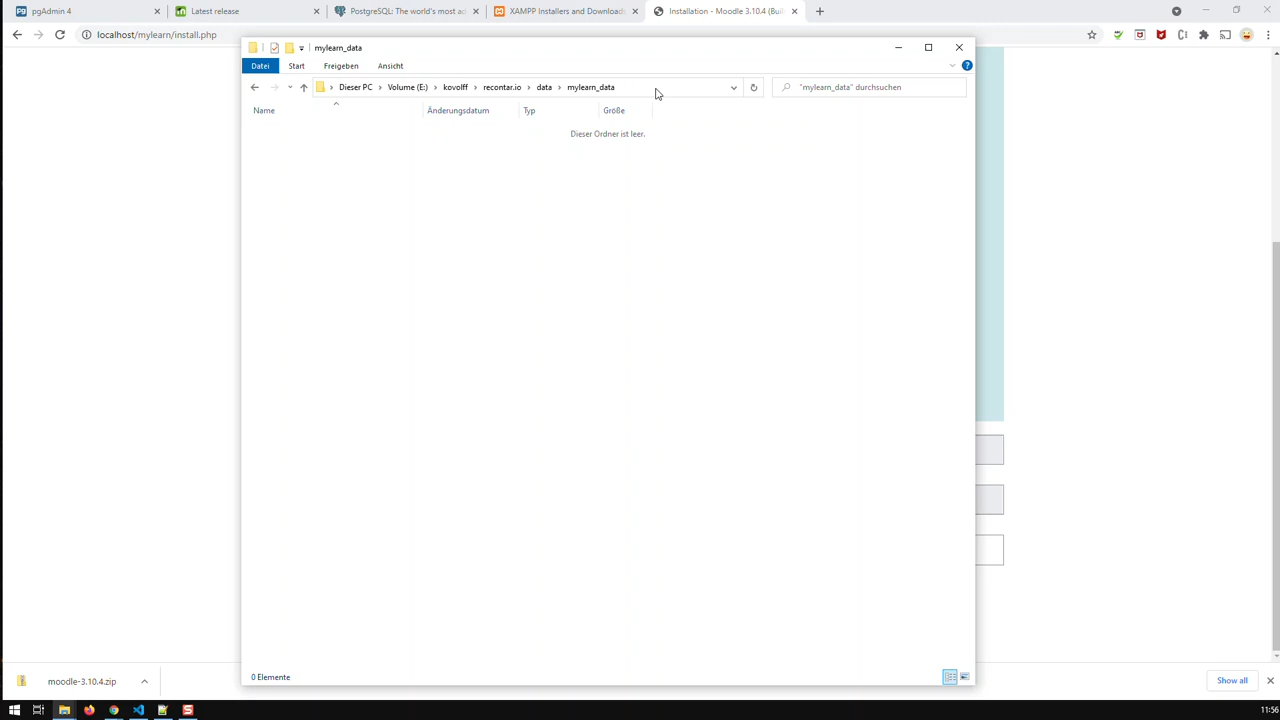 pgAdmin 4
Latest release
PostgreSQL: The world's most ad
XAMPP Installers and Downloads
Installation - Moodle 3.10.4 (Buil
localhost/mylearn/install.php
mylearn_data
Datei
Start
Freigeben
Ansicht
Dieser PC
Volume (E:)
kovolff
recontar.io
data
mylearn_data
"mylearn_data" durchsuchen
Name
Änderungsdatum
Typ
Größe
Dieser Ordner ist leer.
0 Elemente
moodle-3.10.4.zip
Show all
11:56